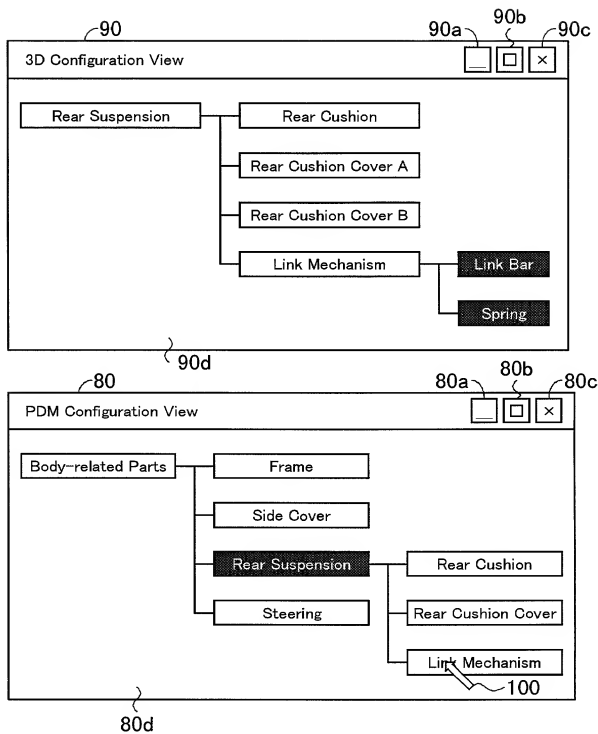 90
90a
90b
90c
3D Configuration View
_ □ ×
Rear Suspension
Rear Cushion
Rear Cushion Cover A
Rear Cushion Cover B
Link Mechanism
Link Bar
Spring
90d
80
80a
80b
80c
PDM Configuration View
_ □ ×
Body-related Parts
Frame
Side Cover
Rear Suspension
Rear Cushion
Steering
Rear Cushion Cover
Link Mechanism
100
80d